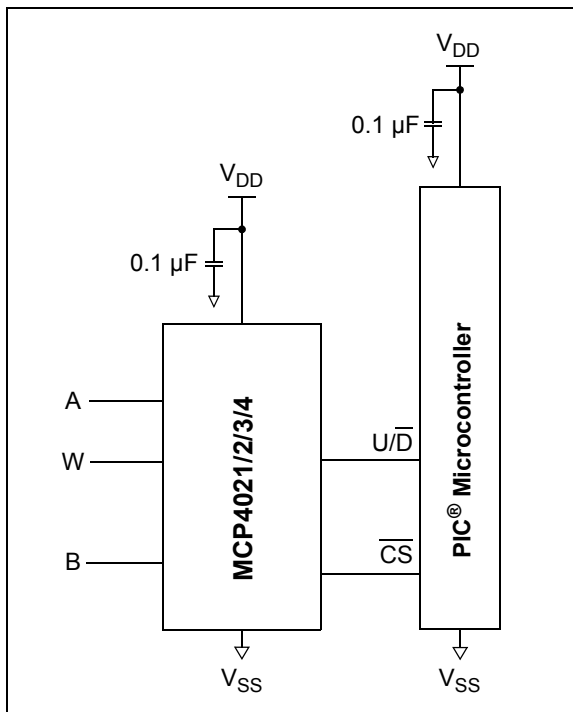 V_DD
0.1 µF
V_DD
0.1 µF
A
W
B
MCP4021/2/3/4
U/D̅
C̅S̅
PIC® Microcontroller
V_SS
V_SS